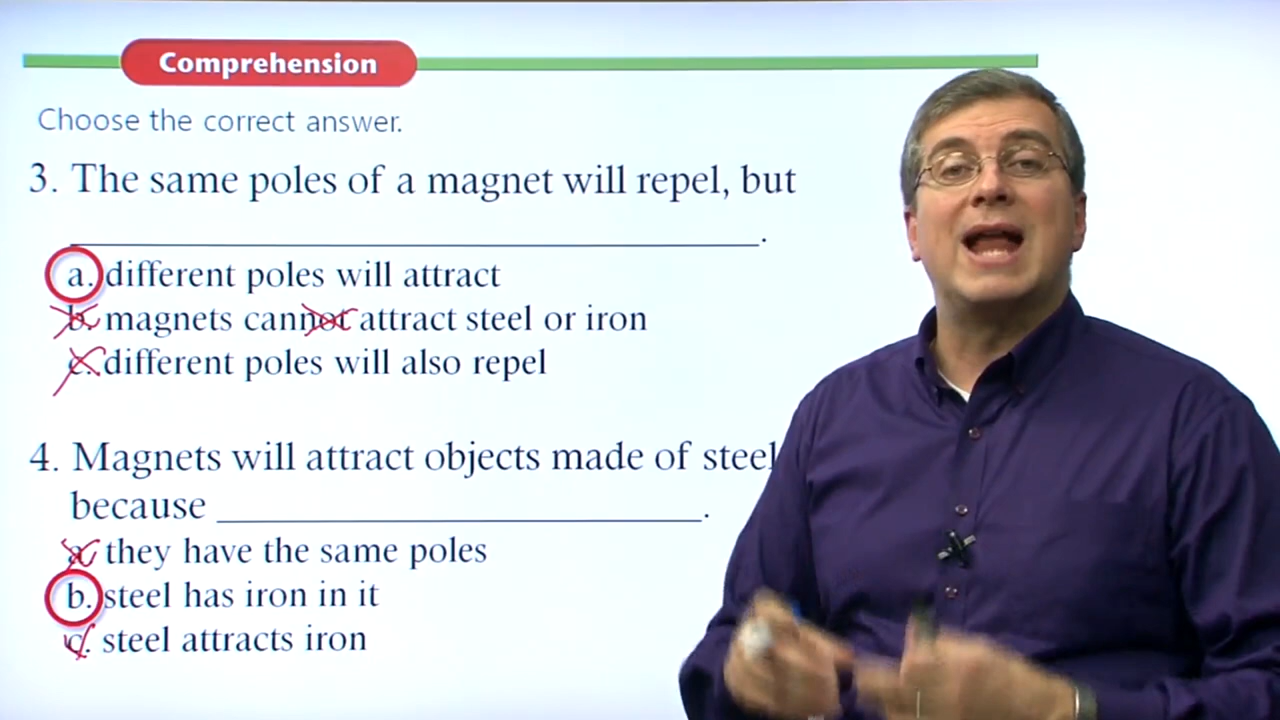 Comprehension
Choose the correct answer.
3. The same poles of a magnet will repel, but
.
a. different poles will attract
b. magnets cannot attract steel or iron
c. different poles will also repel
4. Magnets will attract objects made of steel
because .
a. they have the same poles
b. steel has iron in it
c. steel attracts iron